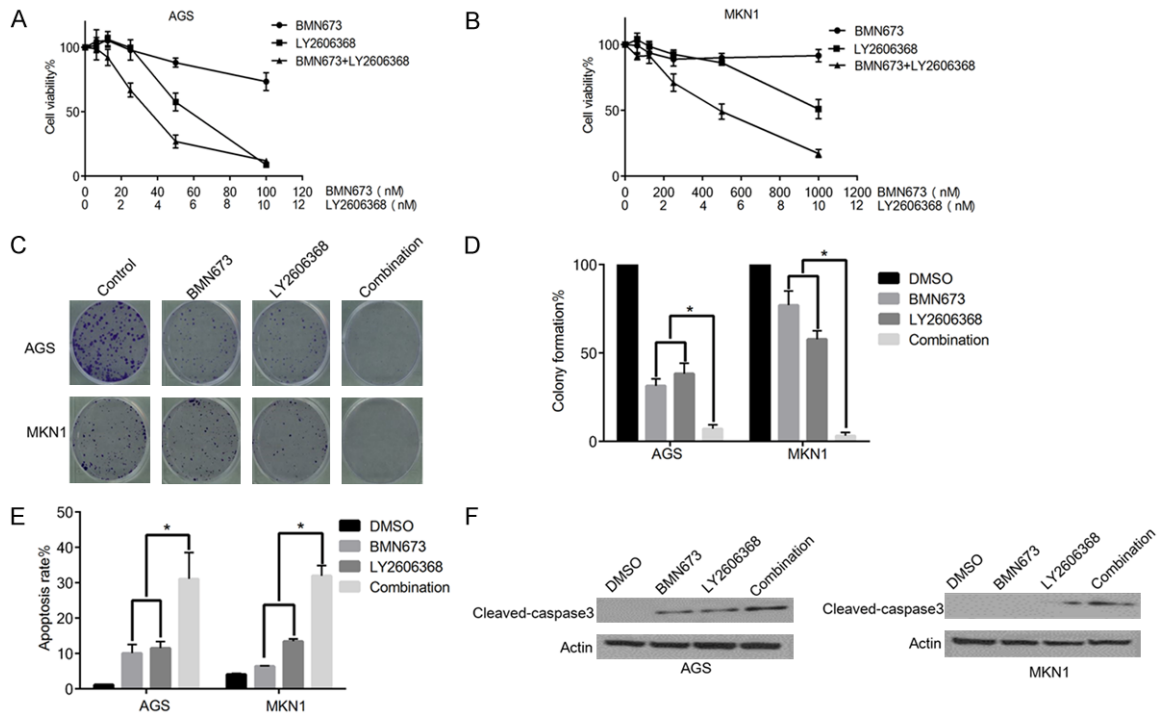 A
AGS
BMN673
LY2606368
BMN673+LY2606368
Cell viability%
100
50
0
0 20 40 60 80 100 120 BMN673 ( nM)
0 2 4 6 8 10 12 LY2606368 ( nM)
B
MKN1
BMN673
LY2606368
BMN673+LY2606368
Cell viability%
100
50
0
0 200 400 600 800 1000 1200 BMN673 ( nM)
0 2 4 6 8 10 12 LY2606368 ( nM)
C
Control
BMN673
LY2606368
Combination
AGS
MKN1
D
Colony formation%
100
50
0
* *
AGS MKN1
DMSO
BMN673
LY2606368
Combination
E
Apoptosis rate%
50
40
30
20
10
0
* *
AGS MKN1
DMSO
BMN673
LY2606368
Combination
F
DMSO
BMN673
LY2606368
Combination
Cleaved-caspase3
Actin
AGS
DMSO
BMN673
LY2606368
Combination
Cleaved-caspase3
Actin
MKN1